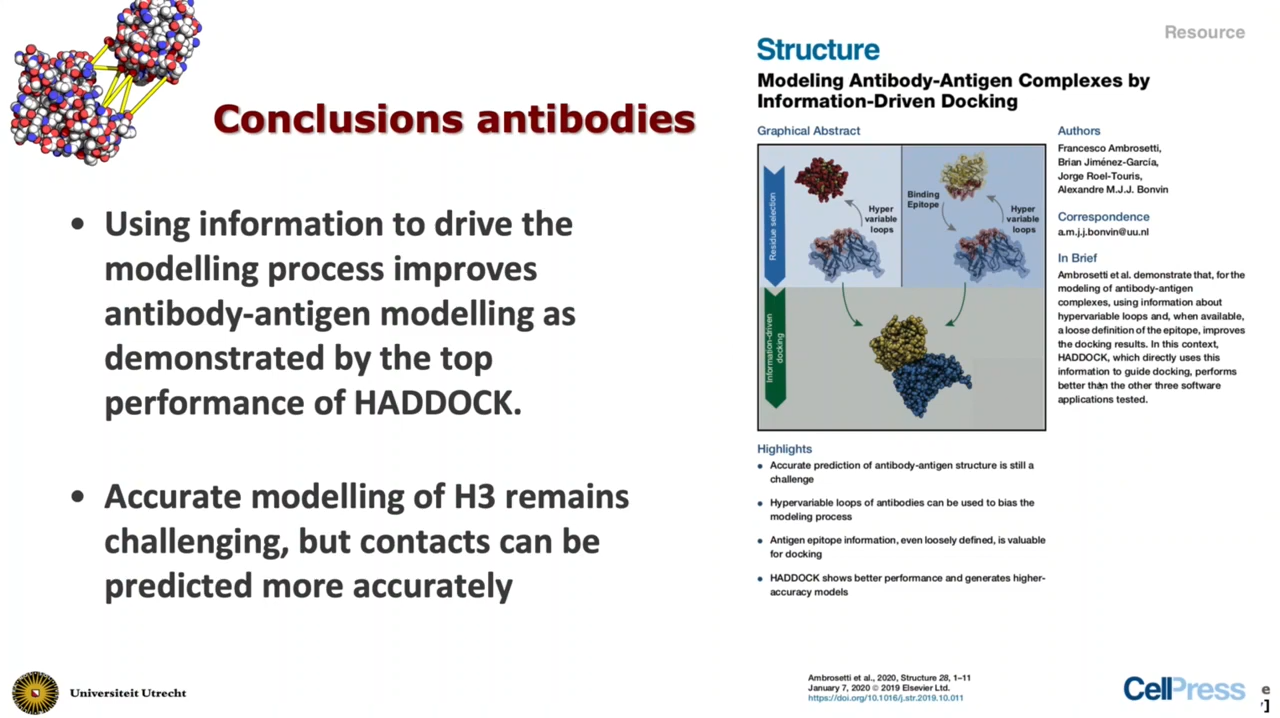 Conclusions antibodies
• Using information to drive the
modelling process improves
antibody-antigen modelling as
demonstrated by the top
performance of HADDOCK.
• Accurate modelling of H3 remains
challenging, but contacts can be
predicted more accurately
Universiteit Utrecht
Resource
Structure
Modeling Antibody-Antigen Complexes by
Information-Driven Docking
Graphical Abstract
Residue selection
Hyper
variable
loops
Binding
Epitope
Hyper
variable
loops
Information-driven
docking
Authors
Francesco Ambrosetti,
Brian Jiménez-García,
Jorge Roel-Touris,
Alexandre M.J.J. Bonvin
Correspondence
a.m.j.j.bonvin@uu.nl
In Brief
Ambrosetti et al. demonstrate that, for the
modeling of antibody-antigen
complexes, using information about
hypervariable loops and, when available,
a loose definition of the epitope, improves
the docking results. In this context,
HADDOCK, which directly uses this
information to guide docking, performs
better than the other three software
applications tested.
Highlights
• Accurate prediction of antibody-antigen structure is still a
challenge
• Hypervariable loops of antibodies can be used to bias the
modeling process
• Antigen epitope information, even loosely defined, is valuable
for docking
• HADDOCK shows better performance and generates higher-
accuracy models
Ambrosetti et al., 2020, Structure 28, 1–11
January 7, 2020 © 2019 Elsevier Ltd.
https://doi.org/10.1016/j.str.2019.10.011
CellPress